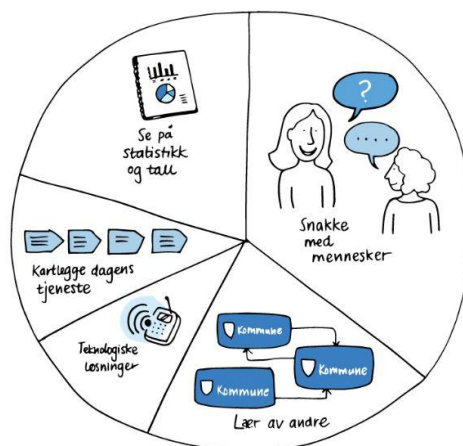 Se på
statistikk
og tall
?
....
Snakke
med
mennesker
Kartlegge dagens
tjeneste
Teknologiske
løsninger
Kommune
Kommune
Kommune
Lær av andre